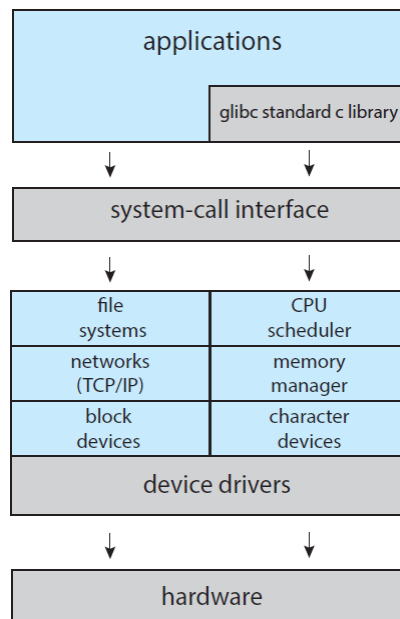 applications
glibc standard c library
system-call interface
file
systems
CPU
scheduler
networks
(TCP/IP)
memory
manager
block
devices
character
devices
device drivers
hardware